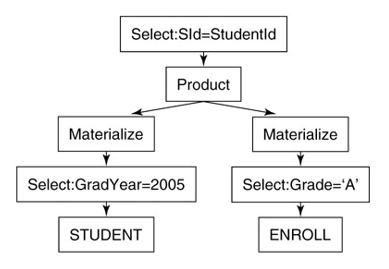 Select:SId=StudentId
Product
Materialize
Materialize
Select:GradYear=2005
Select:Grade=‘A’
STUDENT
ENROLL